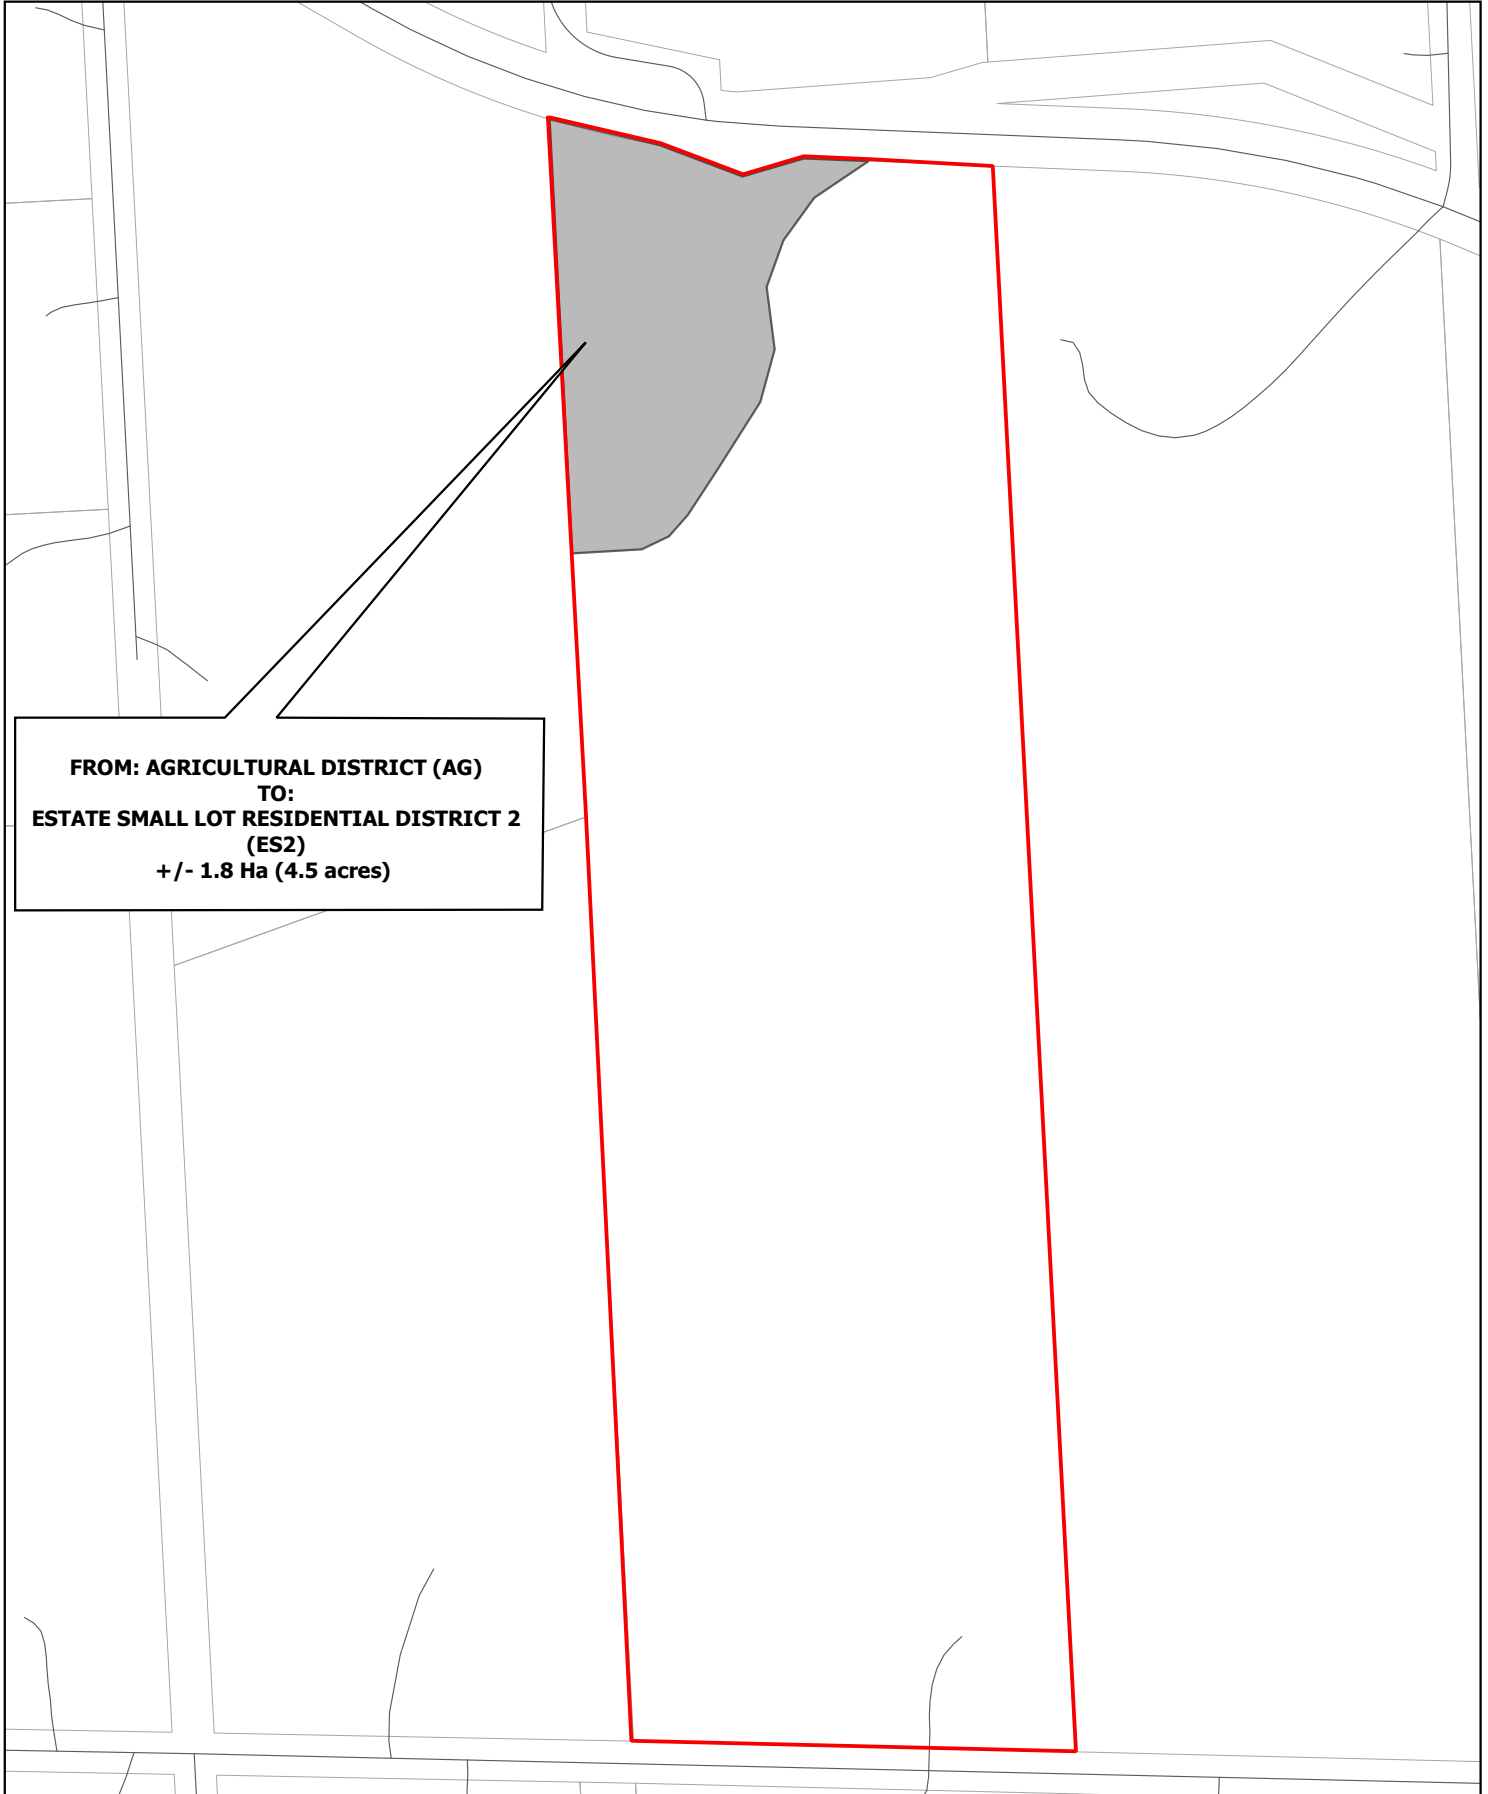 FROM: AGRICULTURAL DISTRICT (AG)
TO:
ESTATE SMALL LOT RESIDENTIAL DISTRICT 2
(ES2)
+/- 1.8 Ha (4.5 acres)